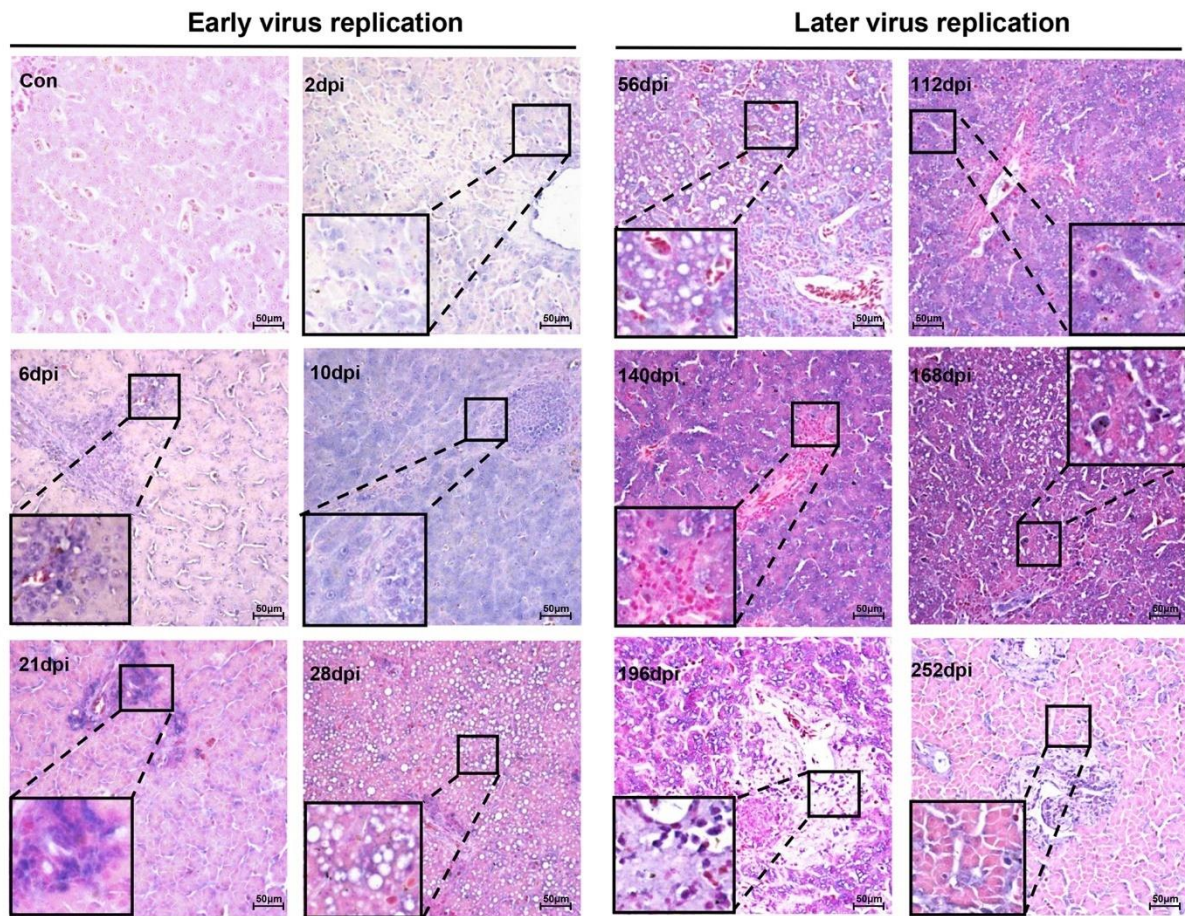 Early virus replication
Later virus replication
Con
2dpi
56dpi
112dpi
50μm
50μm
50μm
50μm
6dpi
10dpi
140dpi
168dpi
50μm
50μm
50μm
50μm
21dpi
28dpi
196dpi
252dpi
50μm
50μm
50μm
50μm